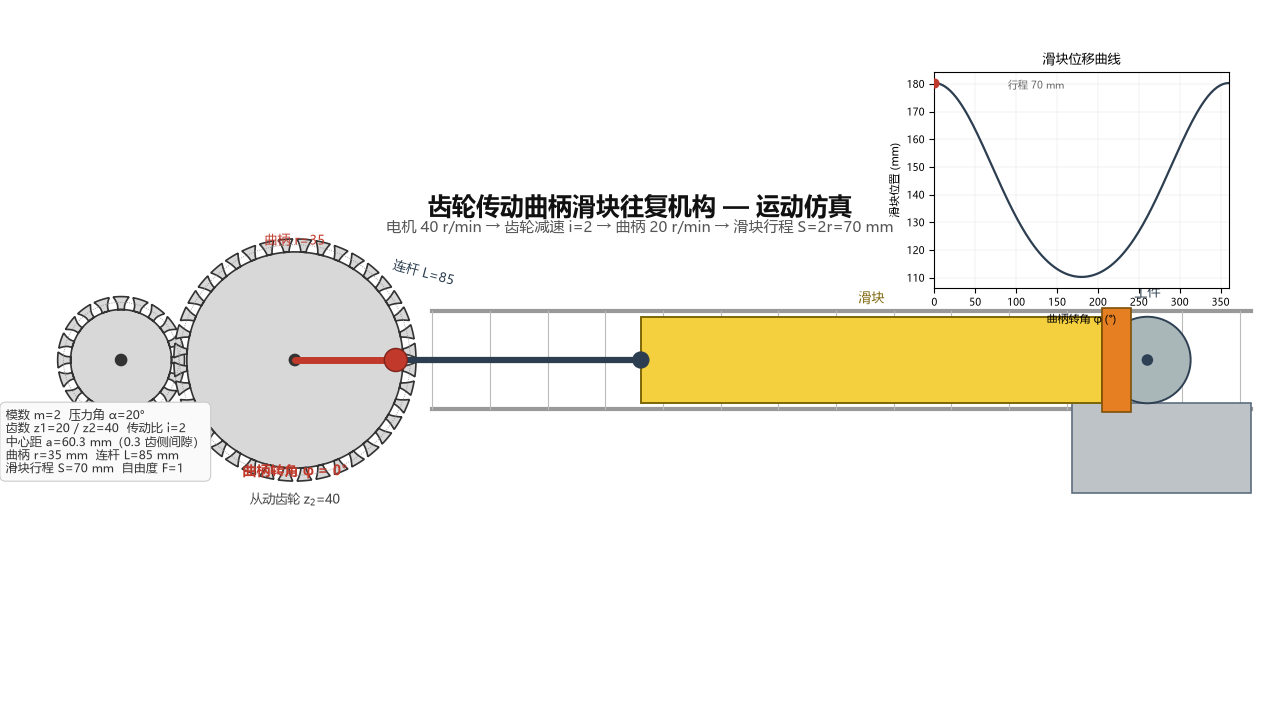 滑块位移曲线
行程 70 mm
滑块位置 (mm)
180
170
160
150
140
130
120
110
0 50 100 150 200 250 300 350
曲柄转角 φ (°)
齿轮传动曲柄滑块往复机构 — 运动仿真
电机 40 r/min → 齿轮减速 i=2 → 曲柄 20 r/min → 滑块行程 S=2r=70 mm
曲柄 r=35
连杆 L=85
滑块
模数 m=2 压力角 α=20°
齿数 z1=20 / z2=40 传动比 i=2
中心距 a=60.3 mm (0.3 齿侧间隙)
曲柄 r=35 mm 连杆 L=85 mm
滑块行程 S=70 mm 自由度 F=1
曲柄转角 φ = 0°
从动齿轮 z₂=40